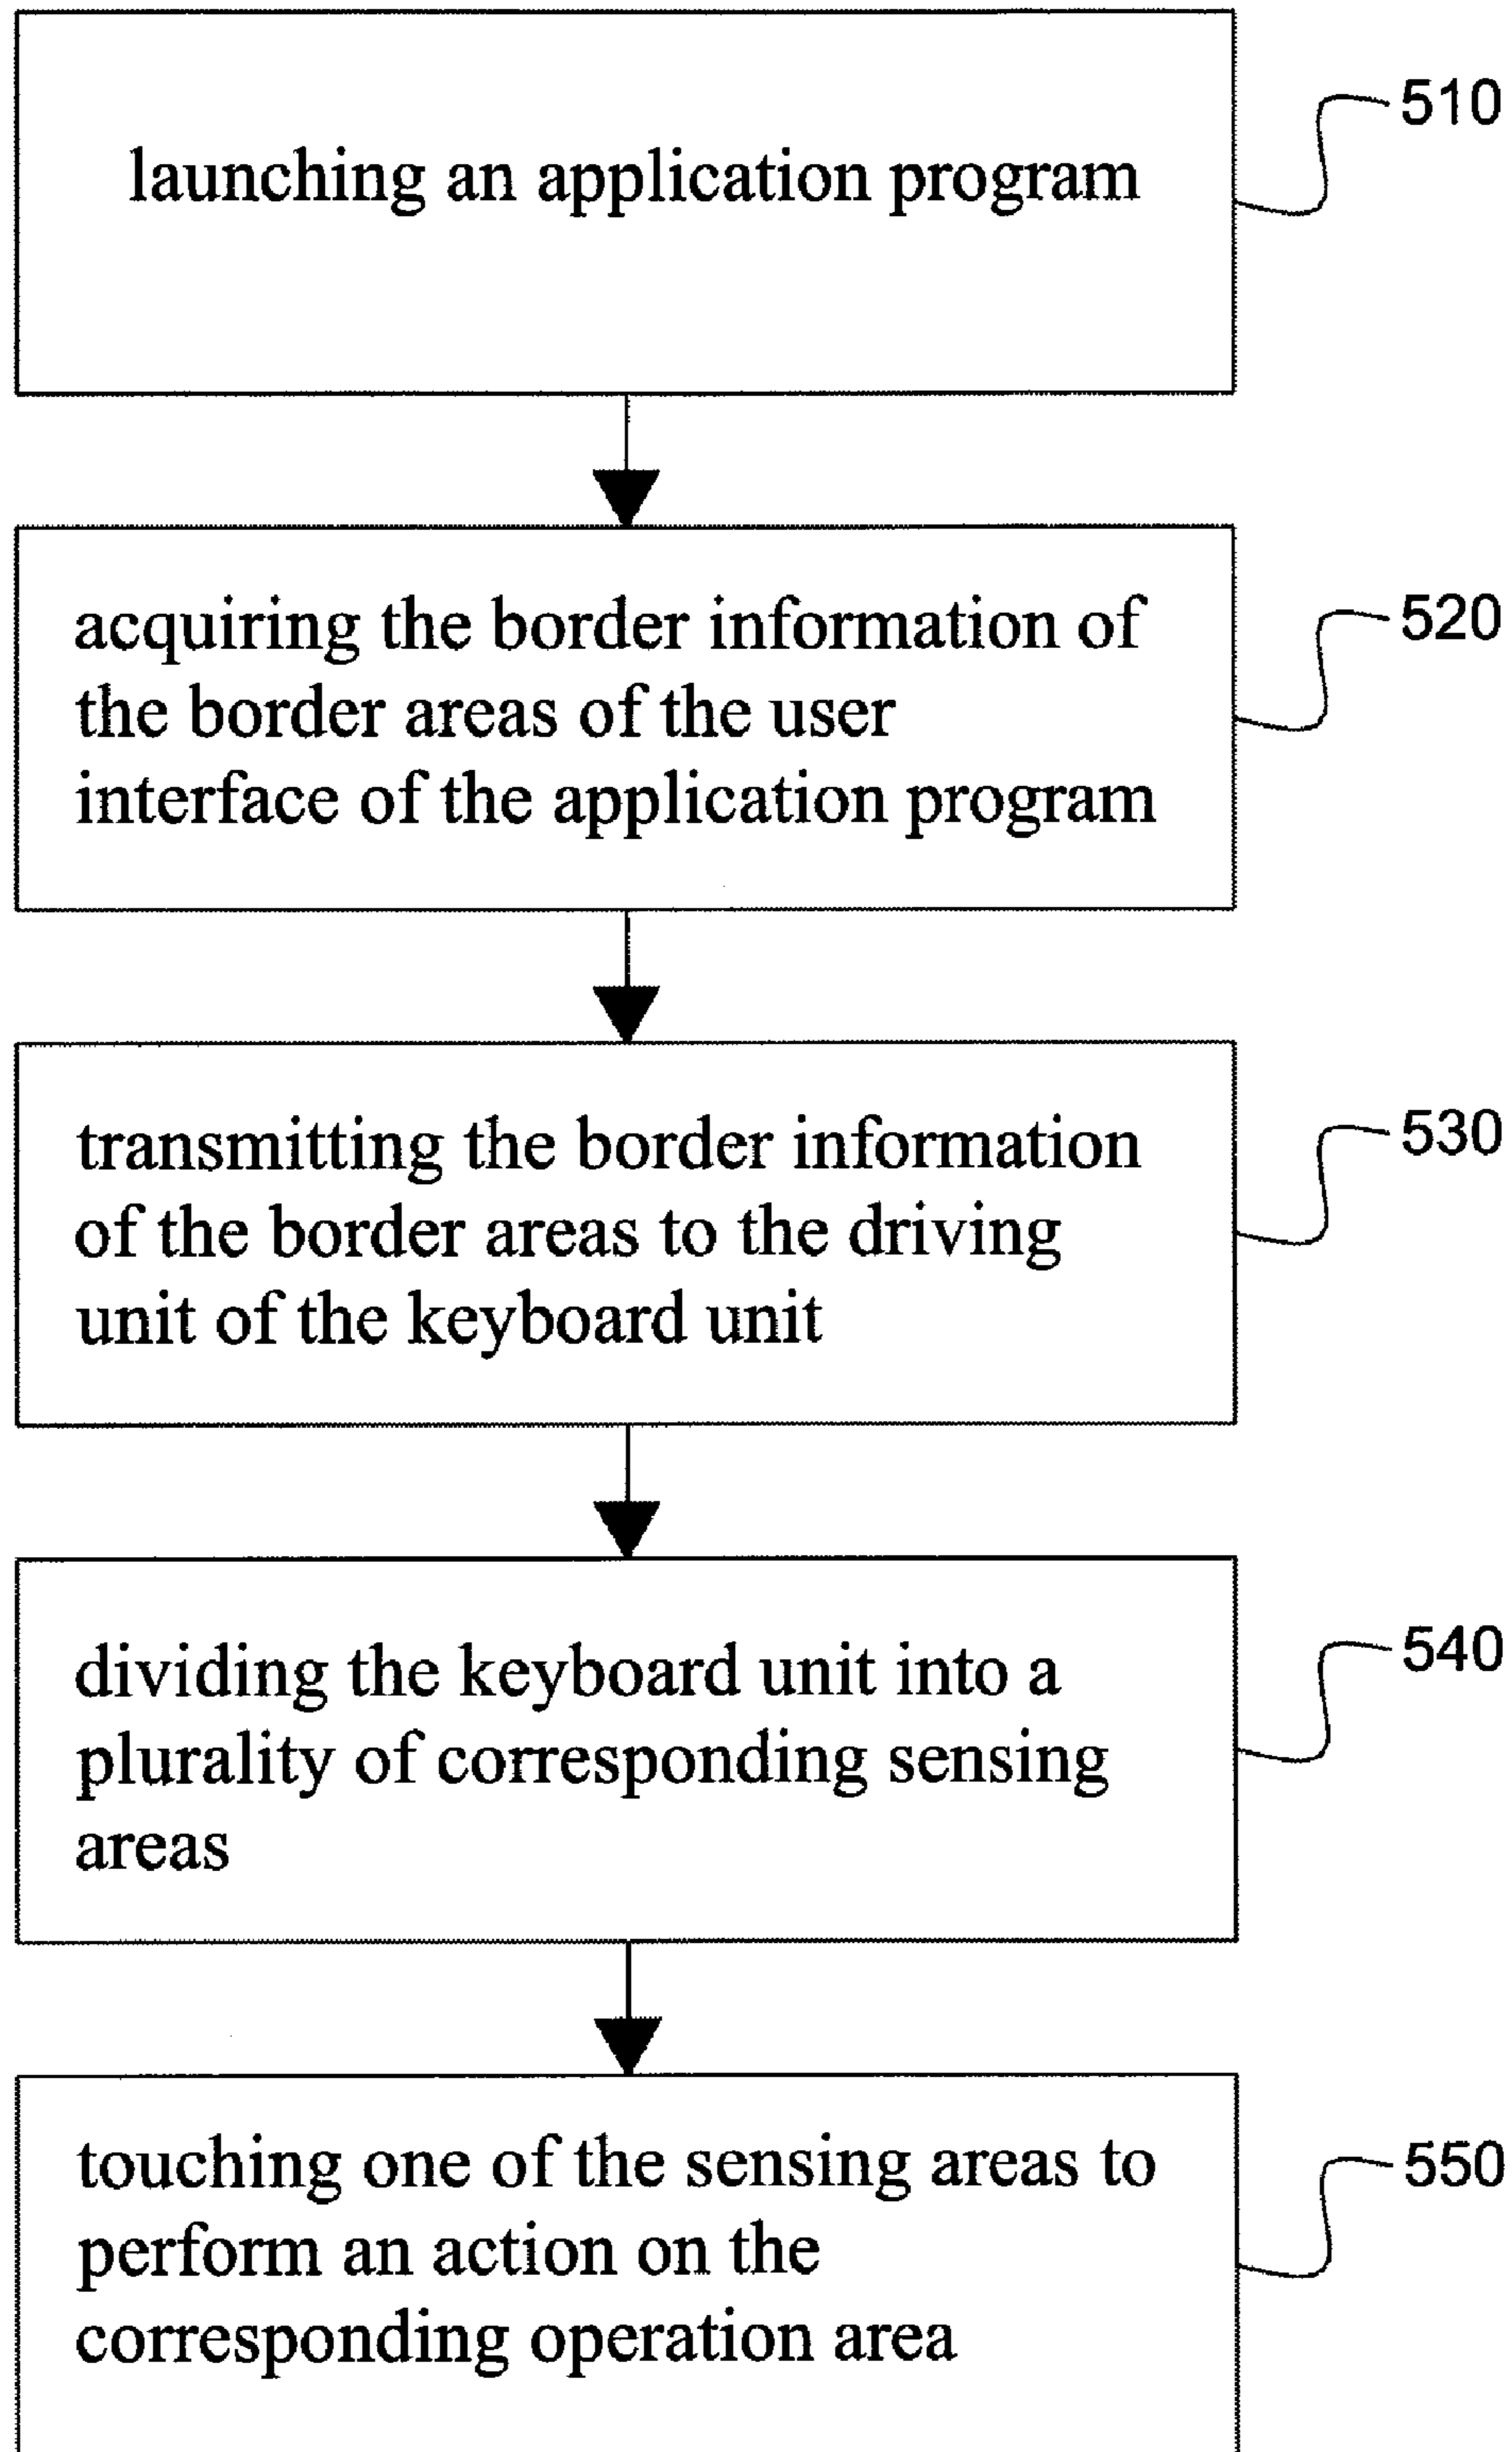 launching an application program
510
acquiring the border information of
the border areas of the user
interface of the application program
520
transmitting the border information
of the border areas to the driving
unit of the keyboard unit
530
dividing the keyboard unit into a
plurality of corresponding sensing
areas
540
touching one of the sensing areas to
perform an action on the
corresponding operation area
550